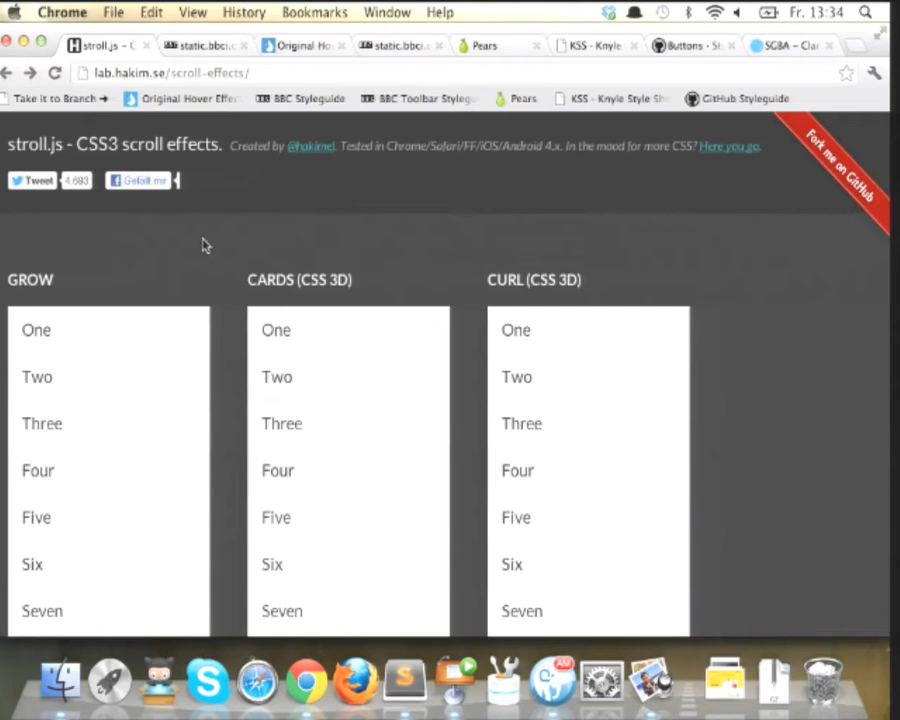 Chrome File Edit View History Bookmarks Window Help Fr. 13:34
stroll.js – C static.bbci.c Original Ho static.bbci.c Pears KSS - Knyle Buttons - St SGBA – Clar
lab.hakim.se/scroll-effects/
Take it to Branch → Original Hover Effec BBC Styleguide BBC Toolbar Stylegu Pears KSS - Knyle Style She GitHub Styleguide
stroll.js - CSS3 scroll effects. Created by @hakimel. Tested in Chrome/Safari/FF/iOS/Android 4.x. In the mood for more CSS? Here you go.
Fork me on GitHub
Tweet 4,693 Gefällt mir
GROW CARDS (CSS 3D) CURL (CSS 3D)
One One One
Two Two Two
Three Three Three
Four Four Four
Five Five Five
Six Six Six
Seven Seven Seven